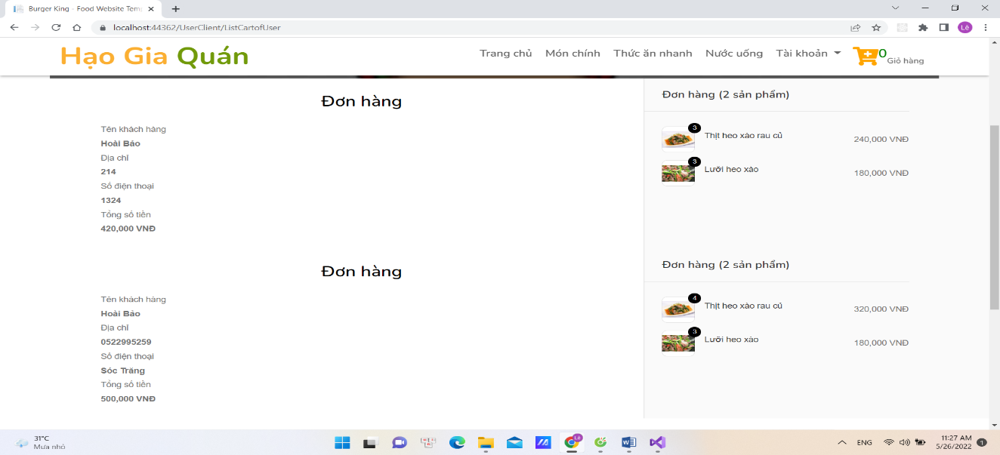 Burger King - Food Website Tem
localhost:44362/UserClient/ListCartofUser
Lê
Hạo Gia Quán
Trang chủ
Món chính
Thức ăn nhanh
Nước uống
Tài khoản
0
Giỏ hàng
Đơn hàng
Tên khách hàng
Hoài Bảo
Địa chỉ
214
Số điện thoại
1324
Tổng số tiền
420,000 VNĐ
Đơn hàng (2 sản phẩm)
3
Thịt heo xào rau củ
240,000 VNĐ
3
Lưỡi heo xào
180,000 VNĐ
Đơn hàng
Tên khách hàng
Hoài Bảo
Địa chỉ
0522995259
Số điện thoại
Sóc Trăng
Tổng số tiền
500,000 VNĐ
Đơn hàng (2 sản phẩm)
4
Thịt heo xào rau củ
320,000 VNĐ
3
Lưỡi heo xào
180,000 VNĐ
31°C
Mưa nhỏ
Lê
ENG
11:27 AM
5/26/2022
1